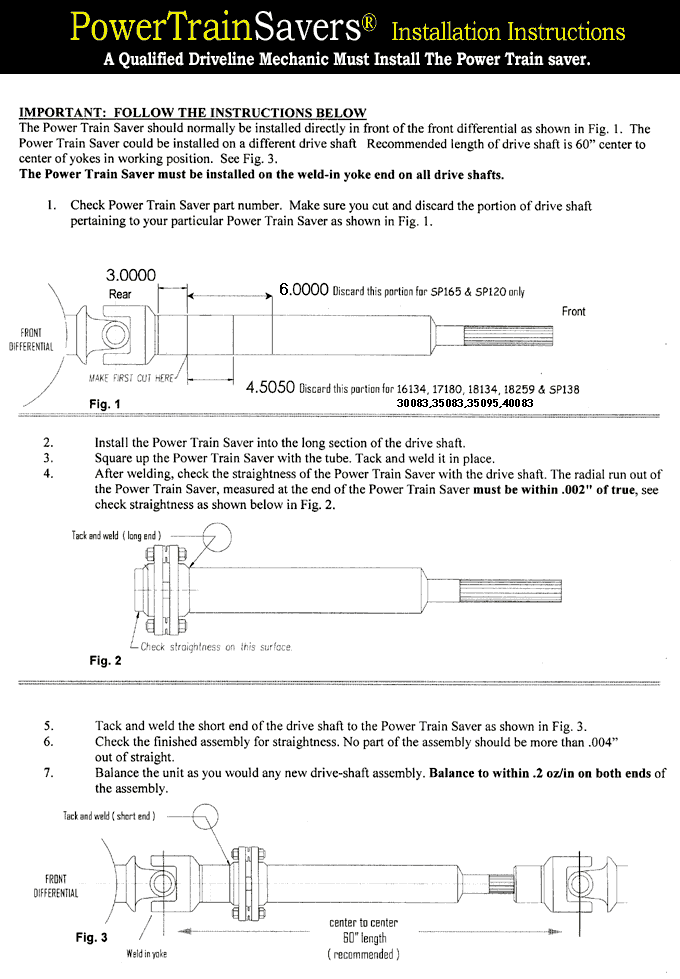 PowerTrainSavers® Installation Instructions
A Qualified Driveline Mechanic Must Install The Power Train saver.
IMPORTANT: FOLLOW THE INSTRUCTIONS BELOW
The Power Train Saver should normally be installed directly in front of the front differential as shown in Fig. 1. The
Power Train Saver could be installed on a different drive shaft Recommended length of drive shaft is 60" center to
center of yokes in working position. See Fig. 3.
The Power Train Saver must be installed on the weld-in yoke end on all drive shafts.
1. Check Power Train Saver part number. Make sure you cut and discard the portion of drive shaft
pertaining to your particular Power Train Saver as shown in Fig. 1.
3.0000
Rear
6.0000 Discard this portion for SP165 & SP120 only
Front
FRONT
DIFFERENTIAL
MAKE FIRST CUT HERE
4.5050 Discard this portion for 16134, 17180, 18134, 18259 & SP138
30083,35083,35095,40083
Fig. 1
2. Install the Power Train Saver into the long section of the drive shaft.
3. Square up the Power Train Saver with the tube. Tack and weld it in place.
4. After welding, check the straightness of the Power Train Saver with the drive shaft. The radial run out of
the Power Train Saver, measured at the end of the Power Train Saver must be within .002" of true, see
check straightness as shown below in Fig. 2.
Tack and weld ( long end )
Check straightness on this surface.
Fig. 2
5. Tack and weld the short end of the drive shaft to the Power Train Saver as shown in Fig. 3.
6. Check the finished assembly for straightness. No part of the assembly should be more than .004"
out of straight.
7. Balance the unit as you would any new drive-shaft assembly. Balance to within .2 oz/in on both ends of
the assembly.
Tack and weld ( short end )
FRONT
DIFFERENTIAL
Fig. 3
Weld in yoke
center to center
60" length
( recommended )